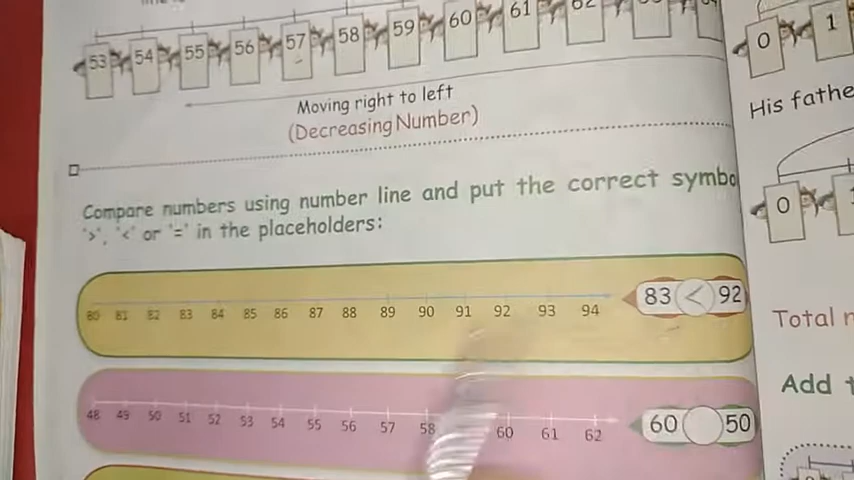 53 54 55 56 57 58 59 60 61 62
Moving right to left
(Decreasing Number)
Compare numbers using number line and put the correct symbo
'>', '<' or '=' in the placeholders:
80 81 82 83 84 85 86 87 88 89 90 91 92 93 94
83 < 92
48 49 50 51 52 53 54 55 56 57 58 60 61 62
60 50
0 1
His fathe
0
Total
Add